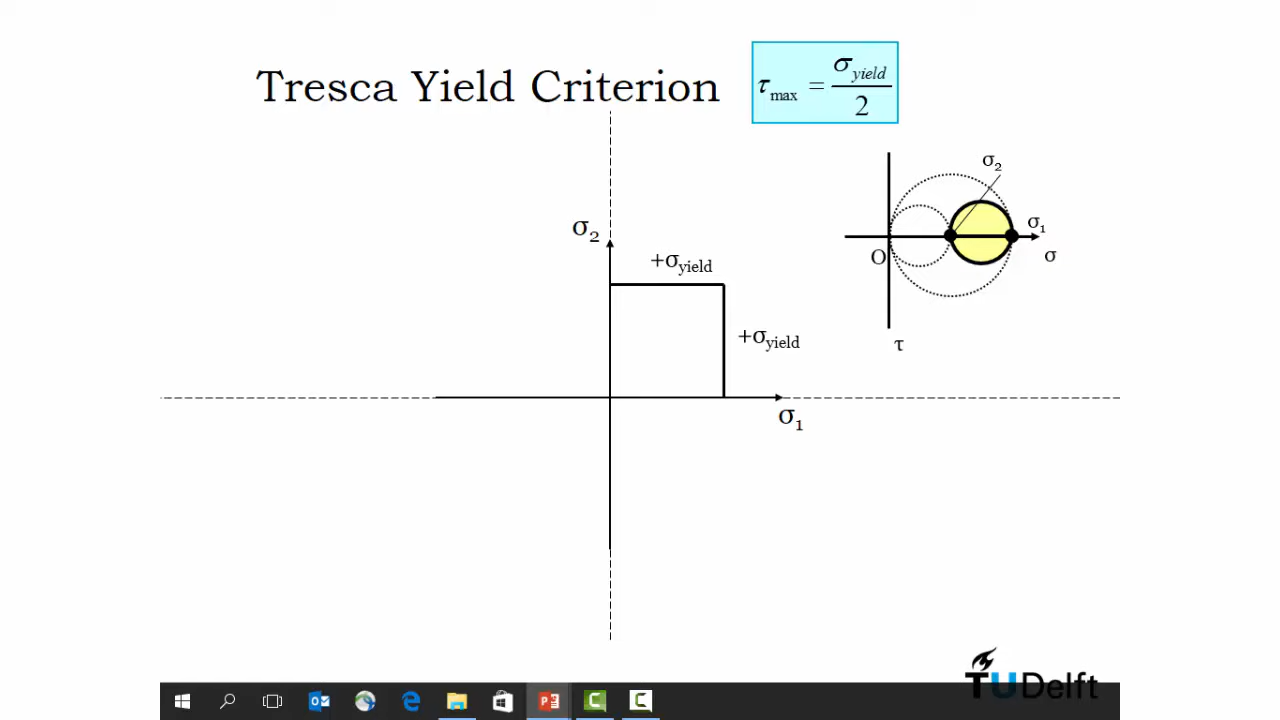 Tresca Yield Criterion
τmax = σyield / 2
σ2
σ1
O
σ
τ
σ2
+σyield
+σyield
σ1
TUDelft